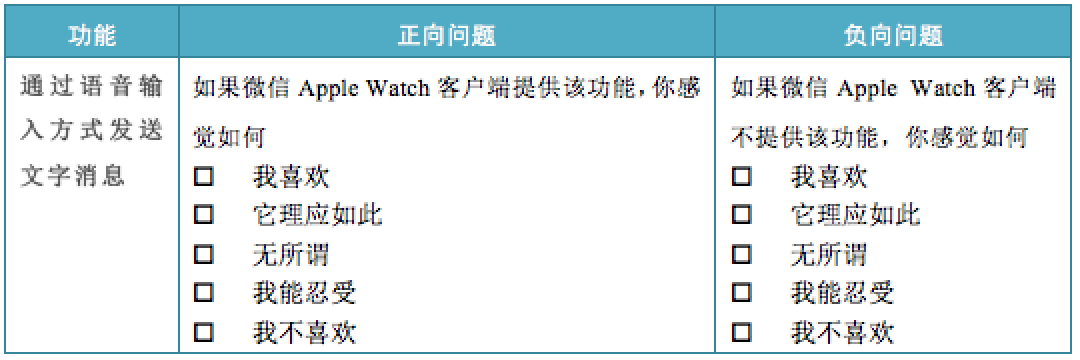 功能
正向问题
负向问题
通过语音输
入方式发送
文字消息
如果微信 Apple Watch 客户端提供该功能，你感
觉如何
□ 我喜欢
□ 它理应如此
□ 无所谓
□ 我能忍受
□ 我不喜欢
如果微信 Apple Watch 客户端
不提供该功能，你感觉如何
□ 我喜欢
□ 它理应如此
□ 无所谓
□ 我能忍受
□ 我不喜欢